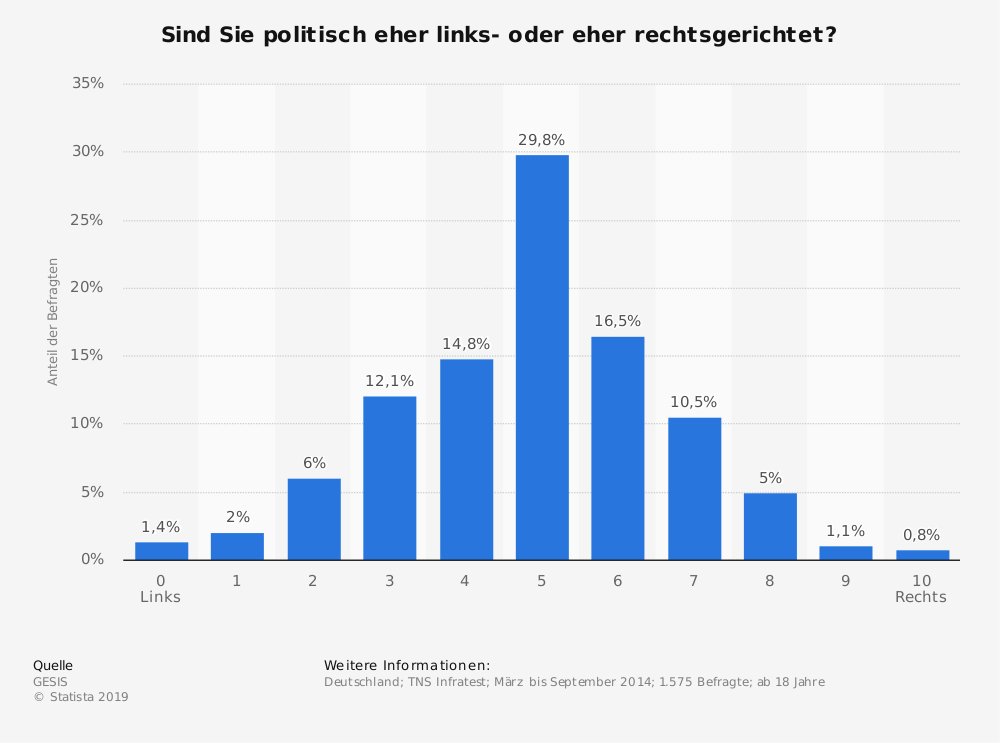 Sind Sie politisch eher links- oder eher rechtsgerichtet?
35%
30%
25%
20%
15%
10%
5%
0%
Anteil der Befragten
1,4%
2%
6%
12,1%
14,8%
29,8%
16,5%
10,5%
5%
1,1%
0,8%
0 1 2 3 4 5 6 7 8 9 10
Links Rechts
Quelle
GESIS
© Statista 2019
Weitere Informationen:
Deutschland; TNS Infratest; März bis September 2014; 1.575 Befragte; ab 18 Jahre